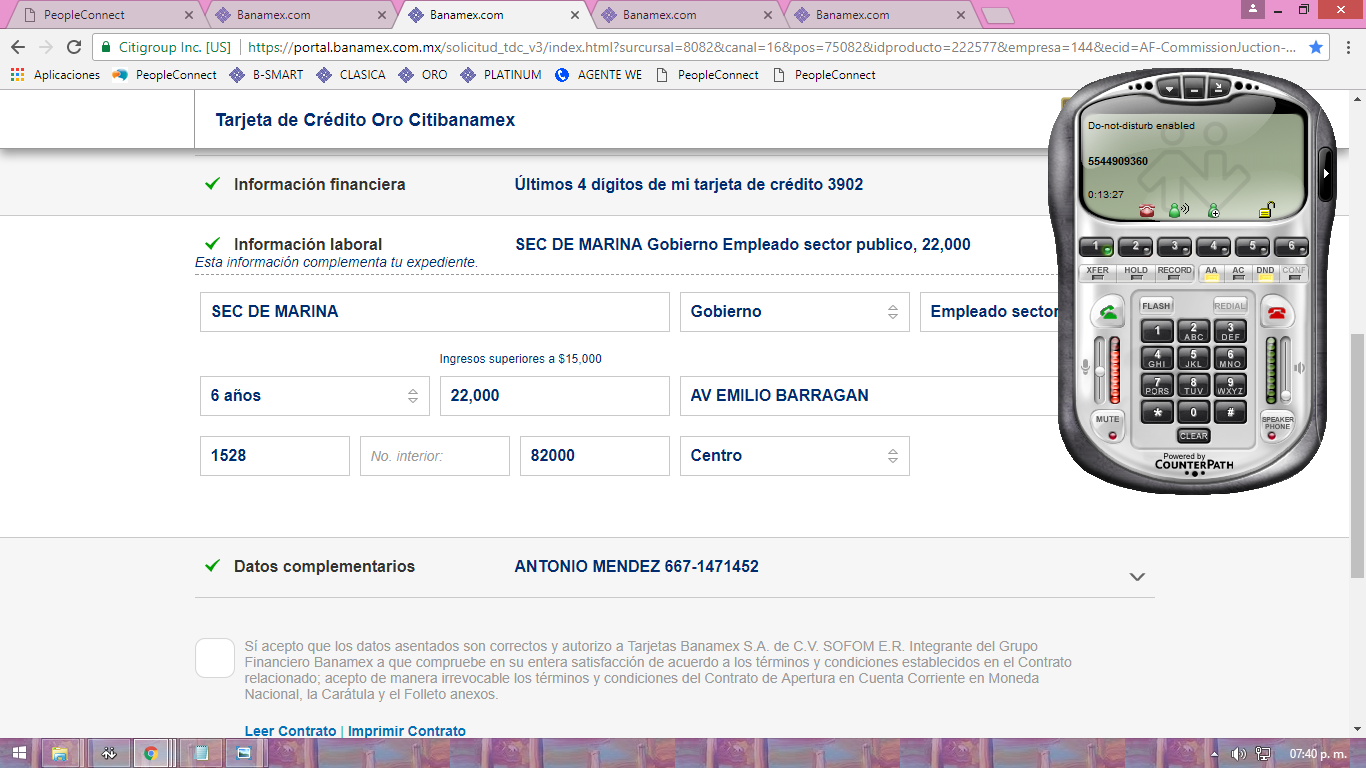 PeopleConnect
Banamex.com
Banamex.com
Banamex.com
Banamex.com
Citigroup Inc. [US]
https://portal.banamex.com.mx/solicitud_tdc_v3/index.html?sursursal=8082&canal=16&pos=75082&idproducto=222577&empresa=144&ecid=AF-CommissionJuction-...
Aplicaciones
PeopleConnect
B-SMART
CLASICA
ORO
PLATINUM
AGENTE WE
PeopleConnect
PeopleConnect
Tarjeta de Crédito Oro Citibanamex
Información financiera
Últimos 4 dígitos de mi tarjeta de crédito 3902
Información laboral
SEC DE MARINA Gobierno Empleado sector publico, 22,000
Esta información complementa tu expediente.
SEC DE MARINA
Gobierno
Empleado sector
Ingresos superiores a $15,000
6 años
22,000
AV EMILIO BARRAGAN
1528
No. interior:
82000
Centro
Datos complementarios
ANTONIO MENDEZ 667-1471452
Sí acepto que los datos asentados son correctos y autorizo a Tarjetas Banamex S.A. de C.V. SOFOM E.R. Integrante del Grupo
Financiero Banamex a que compruebe en su entera satisfacción de acuerdo a los términos y condiciones establecidos en el Contrato
relacionado; acepto de manera irrevocable los términos y condiciones del Contrato de Apertura en Cuenta Corriente en Moneda
Nacional, la Carátula y el Folleto anexos.
Leer Contrato | Imprimir Contrato
Do-not-disturb enabled
5544909360
0:13:27
1 2 3 4 5 6
XFER HOLD RECORD AA AC DND CONF
FLASH REDIAL
1 2 ABC 3 DEF
4 GHI 5 JKL 6 MNO
7 PQRS 8 TUV 9 WXYZ
* 0 #
MUTE
SPEAKER PHONE
CLEAR
Powered by
COUNTERPATH
07:40 p. m.